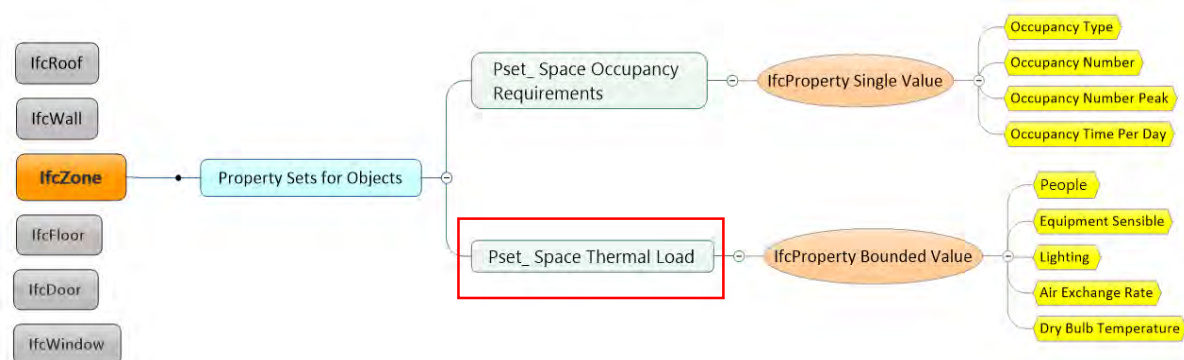 IfcRoof
IfcWall
IfcZone
IfcFloor
IfcDoor
IfcWindow
Property Sets for Objects
Pset_ Space Occupancy
Requirements
IfcProperty Single Value
Occupancy Type
Occupancy Number
Occupancy Number Peak
Occupancy Time Per Day
Pset_ Space Thermal Load
IfcProperty Bounded Value
People
Equipment Sensible
Lighting
Air Exchange Rate
Dry Bulb Temperature